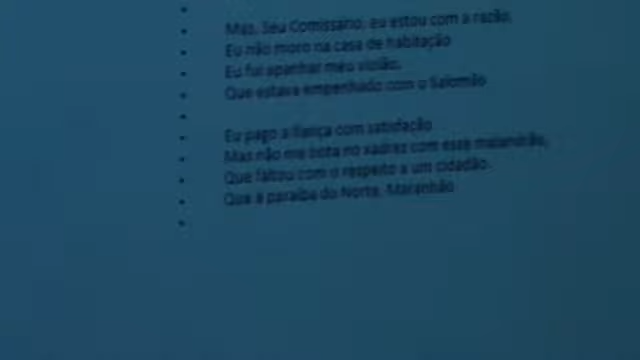 Mas, Seu Comissário, eu estou com a razão,
Eu não moro na casa de habitação
Eu fui apanhar meu violão,
Que estava empenhado com o Salomão
Eu pago a fiança com satisfação
Mas não me bota no xadrez com esse malandrão,
Que faltou com o respeito a um cidadão
Que é paraíba do Norte, Maranhão